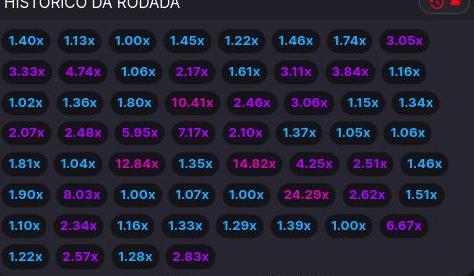 HISTÓRICO DA RODADA
1.40x 1.13x 1.00x 1.45x 1.22x 1.46x 1.74x 3.05x
3.33x 4.74x 1.06x 2.17x 1.61x 3.11x 3.84x 1.16x
1.02x 1.36x 1.80x 10.41x 2.46x 3.06x 1.15x 1.34x
2.07x 2.48x 5.95x 7.17x 2.10x 1.37x 1.05x 1.06x
1.81x 1.04x 12.84x 1.35x 14.82x 4.25x 2.51x 1.46x
1.90x 8.03x 1.00x 1.07x 1.00x 24.29x 2.62x 1.51x
1.10x 2.34x 1.16x 1.33x 1.29x 1.39x 1.00x 6.67x
1.22x 2.57x 1.28x 2.83x